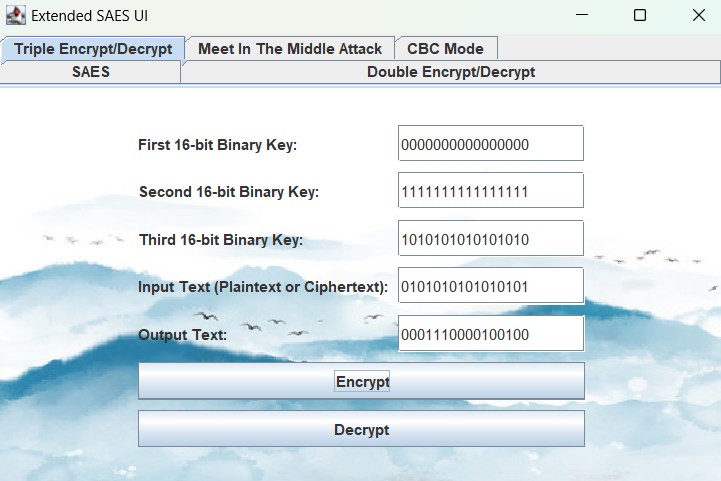 Extended SAES UI
Triple Encrypt/Decrypt Meet In The Middle Attack CBC Mode
SAES Double Encrypt/Decrypt
First 16-bit Binary Key: 0000000000000000
Second 16-bit Binary Key: 1111111111111111
Third 16-bit Binary Key: 1010101010101010
Input Text (Plaintext or Ciphertext): 0101010101010101
Output Text: 0001110000100100
Encrypt
Decrypt